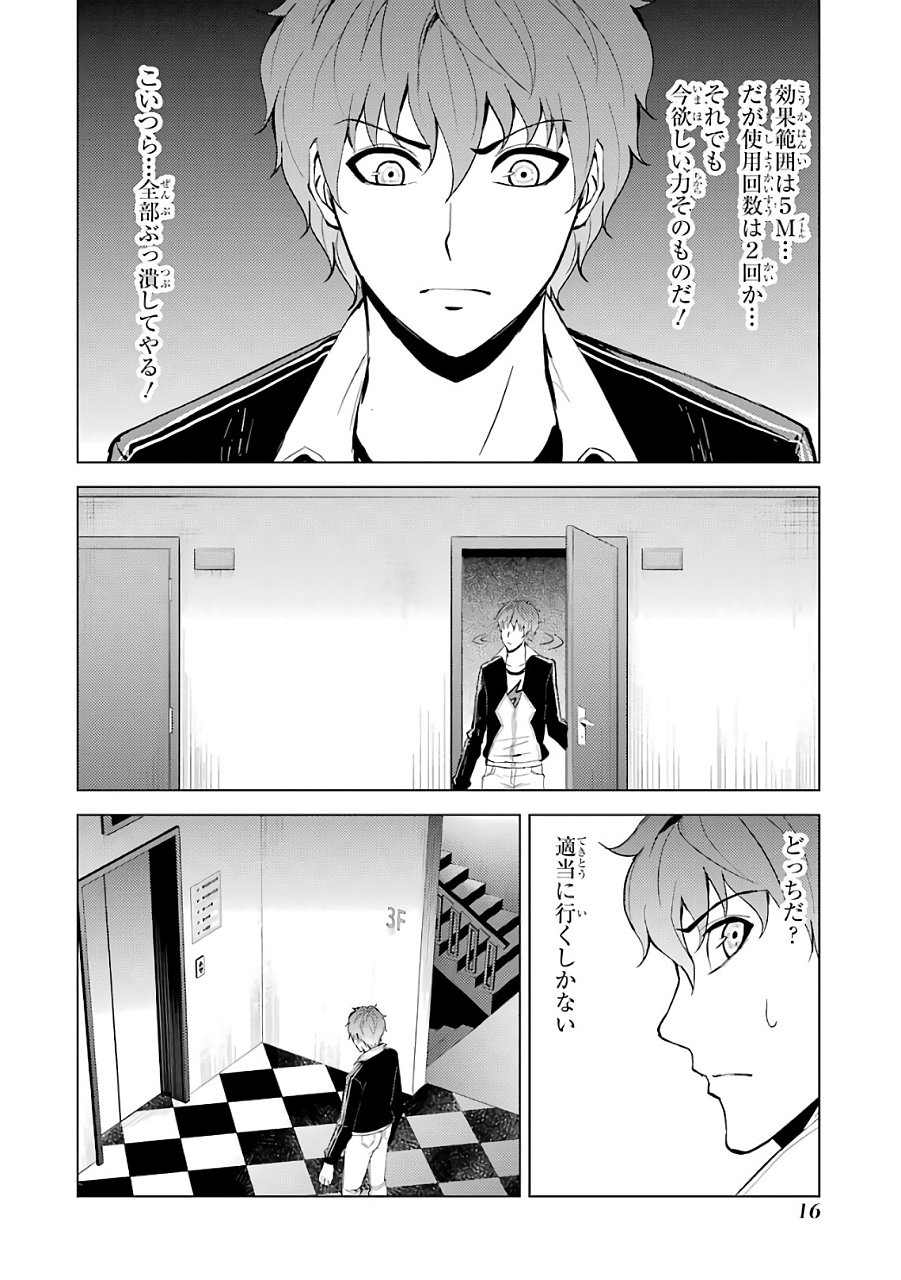 効果範囲は5M…
だが使用回数は2回か…
それでも
今欲しい力そのものだ！
こいつら…全部ぶっ潰してやる！
どっちだ？
適当に行くしかない
3F
16